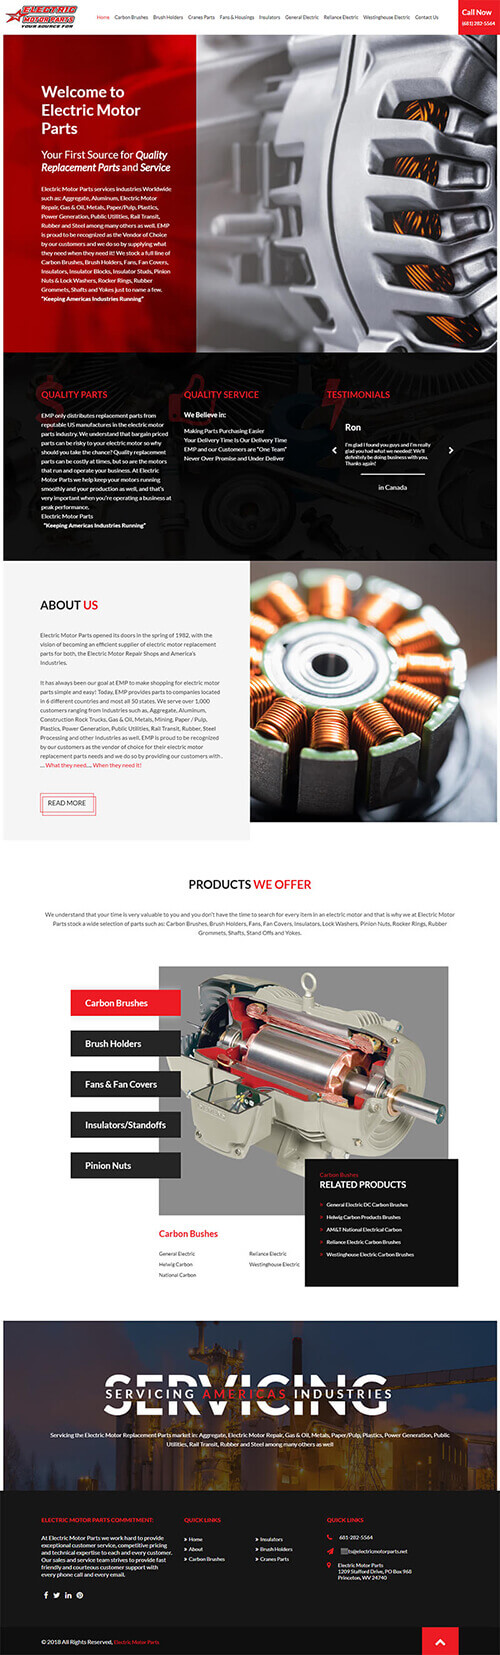 ELECTRIC
MOTOR PARTS
YOUR SOURCE FOR
Home Carbon Brushes Brush Holders Cranes Parts Fans & Housings Insulators General Electric Reliance Electric Westinghouse Electric Contact Us
Call Now
(681) 282-5564
Welcome to
Electric Motor
Parts
Your First Source for Quality
Replacement Parts and Service
Electric Motor Parts services Industries Worldwide
such as: Aggregate, Aluminum, Electric Motor
Repair, Gas & Oil, Metals, Paper/Pulp, Plastics,
Power Generation, Public Utilities, Rail Transit,
Rubber and Steel among many others as well. EMP
is proud to be recognized as the Vendor of Choice
by our customers and we do so by supplying what
they need when they need it! We stock a full line of
Carbon Brushes, Brush Holders, Fans, Fan Covers,
Insulators, Insulator Blocks, Insulator Studs, Pinion
Nuts & Lock Washers, Rocker Rings, Rubber
Grommets, Shafts and Yokes just to name a few.
"Keeping Americas Industries Running"
QUALITY PARTS
EMP only distributes replacement parts from
reputable US manufactures in the electric motor
parts industry. We understand that bargain priced
parts can be risky to your electric motor so why
should you take the chance? Quality replacement
parts can be costly at times, but so are the motors
that run and operate your business. At Electric
Motor Parts we help keep your motors running
smoothly and your production as well, and that's
very important when you're operating a business at
peak performance.
Electric Motor Parts
"Keeping Americas Industries Running"
QUALITY SERVICE
We Believe in:
Making Parts Purchasing Easier
Your Delivery Time Is Our Delivery Time
EMP and our Customers are "One Team"
Never Over Promise and Under Deliver
TESTIMONIALS
Ron
I'm glad I found you guys and I'm really
glad you had what we needed! We'll
definitely be doing business with you.
Thanks again!
in Canada
ABOUT US
Electric Motor Parts opened its doors in the spring of 1982, with the
vision of becoming an efficient supplier of electric motor replacement
parts for both, the Electric Motor Repair Shops and America's
Industries.
It has always been our goal at EMP to make shopping for electric motor
parts simple and easy! Today, EMP provides parts to companies located
in 6 different countries and most all 50 states. We serve over 1,000
customers ranging from industries such as, Aggregate, Aluminum,
Construction Rock Trucks, Gas & Oil, Metals, Mining, Paper / Pulp,
Plastics, Power Generation, Public Utilities, Rail Transit, Rubber, Steel
Processing and other industries as well. EMP is proud to be recognized
by our customers as the vendor of choice for their electric motor
replacement parts needs and we do so by providing our customers with..
... What they need.... When they need it!
READ MORE
PRODUCTS WE OFFER
We understand that your time is very valuable to you and you don't have the time to search for every item in an electric motor and that is why we at Electric Motor
Parts stock a wide selection of parts such as: Carbon Brushes, Brush Holders, Fans, Fan Covers, Insulators, Lock Washers, Pinion Nuts, Rocker Rings, Rubber
Grommets, Shafts, Stand Offs and Yokes.
Carbon Brushes
Brush Holders
Fans & Fan Covers
Insulators/Standoffs
Pinion Nuts
Carbon Bushes
RELATED PRODUCTS
General Electric DC Carbon Brushes
Helwig Carbon Products Brushes
AM&T National Electrical Carbon
Reliance Electric Carbon Brushes
Westinghouse Electric Carbon Brushes
Carbon Bushes
General Electric
Helwig Carbon
National Carbon
Reliance Electric
Westinghouse Electric
SERVICING
SERVICING AMERICAS INDUSTRIES
Servicing the Electric Motor Replacement Parts market in: Aggregate, Electric Motor Repair, Gas & Oil, Metals, Paper/Pulp, Plastics, Power Generation, Public
Utilities, Rail Transit, Rubber and Steel among many others as well
ELECTRIC MOTOR PARTS COMMITMENT:
At Electric Motor Parts we work hard to provide
exceptional customer service, competitive pricing
and technical expertise to each and every customer.
Our sales and service team strives to provide fast
friendly and courteous customer support with
every phone call and every email.
QUICK LINKS
» Home
» About
» Carbon Brushes
» Insulators
» Brush Holders
» Cranes Parts
QUICK LINKS
681-282-5564
@electricmotorparts.net
Electric Motor Parts
1209 Stafford Drive, PO Box 968
Princeton, WV 24740
© 2018 All Rights Reserved, Electric Motor Parts